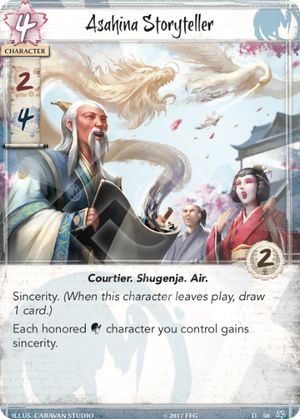 Asahina Storyteller
4
CHARACTER
2
4
2
Courtier. Shugenja. Air.
Sincerity. (When this character leaves play, draw
1 card.)
Each honored character you control gains
sincerity.
ILLUS: CARAVAN STUDIO
© 2017 FFG